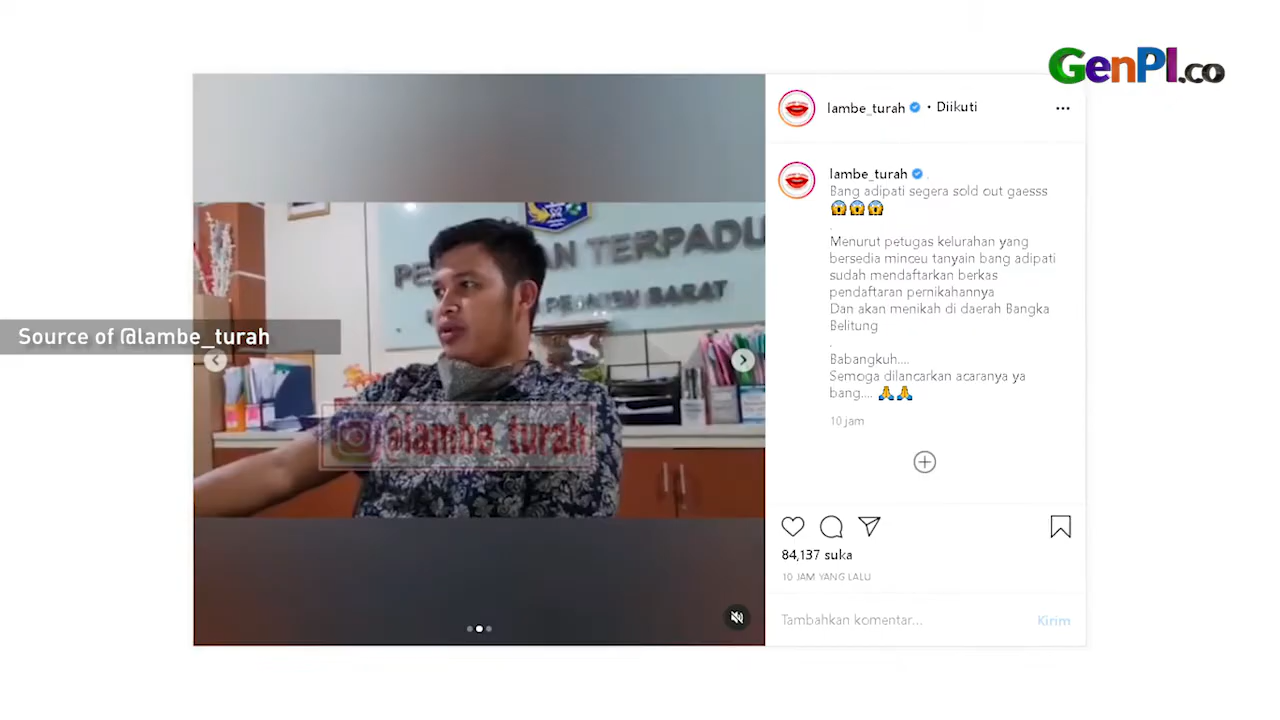 GenPI.co
lambe_turah • Diikuti
lambe_turah .
Bang adipati segera sold out gaesss
😱😱😱
.
Menurut petugas kelurahan yang
bersedia minceu tanyain bang adipati
sudah mendaftarkan berkas
pendaftaran pernikahannya
Dan akan menikah di daerah Bangka
Belitung
.
Babangkuh....
Semoga dilancarkan acaranya ya
bang.... 🙏🙏
10 jam
84,137 suka
10 JAM YANG LALU
Tambahkan komentar...
Kirim
TERPADU
PEJATEN BARAT
Source of @lambe_turah
@lambe_turah